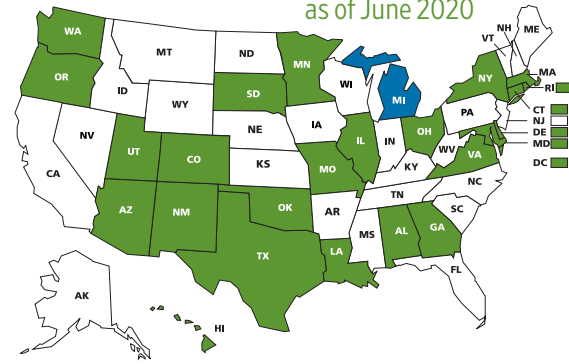 as of June 2020
WA
MT
ND
MN
VT
NH
ME
OR
ID
SD
WI
MI
NY
MA
RI
WY
IA
PA
CT
NJ
NV
NE
IL
IN
OH
DE
MD
UT
CO
KS
MO
WV
VA
DC
CA
KY
NC
TN
AZ
NM
OK
AR
SC
MS
AL
GA
TX
LA
FL
AK
HI